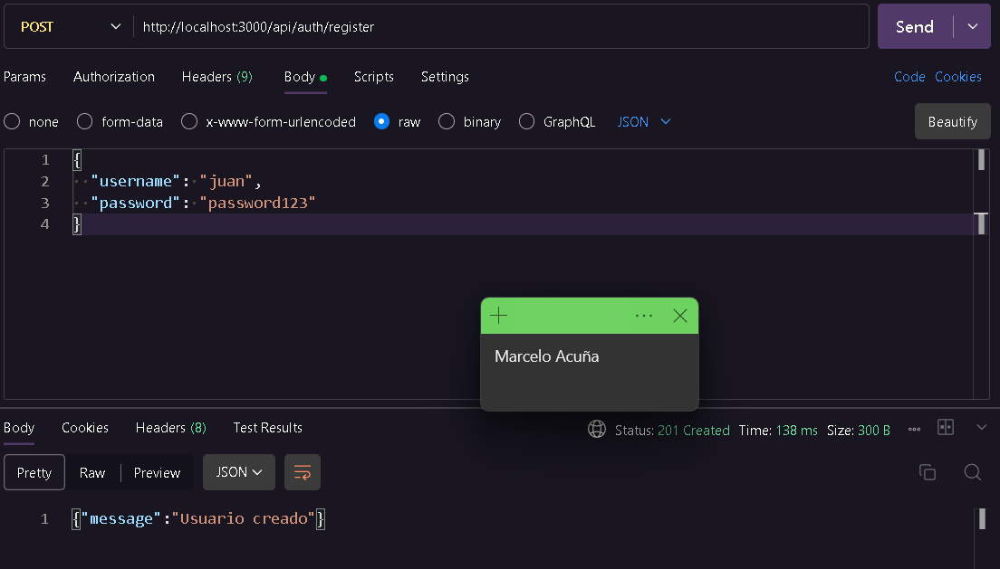 POST http://localhost:3000/api/auth/register Send
Params Authorization Headers (9) Body Scripts Settings Code Cookies
none form-data x-www-form-urlencoded raw binary GraphQL JSON Beautify
1 {
2 "username": "juan",
3 "password": "password123"
4 }
Marcelo Acuña
Body Cookies Headers (8) Test Results Status: 201 Created Time: 138 ms Size: 300 B
Pretty Raw Preview JSON
1 {"message":"Usuario creado"}